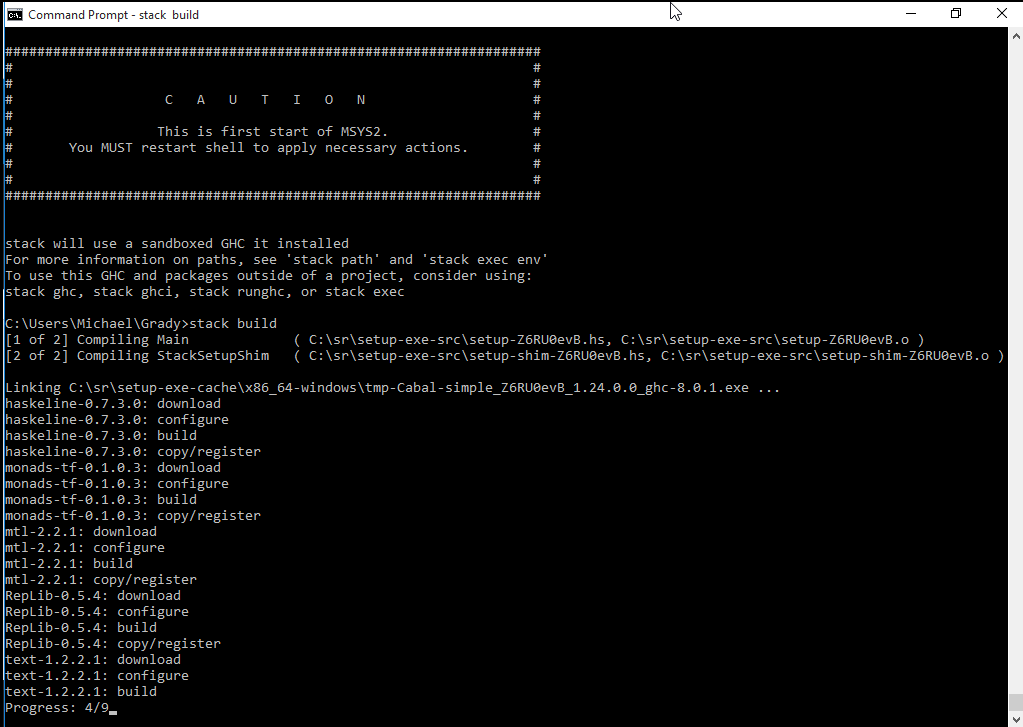 Command Prompt - stack build
###################################################################
#                                                                 #
#                                                                 #
#                   C   A   U   T   I   O   N                     #
#                                                                 #
#                  This is first start of MSYS2.                  #
#       You MUST restart shell to apply necessary actions.        #
#                                                                 #
#                                                                 #
###################################################################
stack will use a sandboxed GHC it installed
For more information on paths, see 'stack path' and 'stack exec env'
To use this GHC and packages outside of a project, consider using:
stack ghc, stack ghci, stack runghc, or stack exec
C:\Users\Michael\Grady>stack build
[1 of 2] Compiling Main             ( C:\sr\setup-exe-src\setup-Z6RU0evB.hs, C:\sr\setup-exe-src\setup-Z6RU0evB.o )
[2 of 2] Compiling StackSetupShim   ( C:\sr\setup-exe-src\setup-shim-Z6RU0evB.hs, C:\sr\setup-exe-src\setup-shim-Z6RU0evB.o )
Linking C:\sr\setup-exe-cache\x86_64-windows\tmp-Cabal-simple_Z6RU0evB_1.24.0.0_ghc-8.0.1.exe ...
haskeline-0.7.3.0: download
haskeline-0.7.3.0: configure
haskeline-0.7.3.0: build
haskeline-0.7.3.0: copy/register
monads-tf-0.1.0.3: download
monads-tf-0.1.0.3: configure
monads-tf-0.1.0.3: build
monads-tf-0.1.0.3: copy/register
mtl-2.2.1: download
mtl-2.2.1: configure
mtl-2.2.1: build
mtl-2.2.1: copy/register
RepLib-0.5.4: download
RepLib-0.5.4: configure
RepLib-0.5.4: build
RepLib-0.5.4: copy/register
text-1.2.2.1: download
text-1.2.2.1: configure
text-1.2.2.1: build
Progress: 4/9